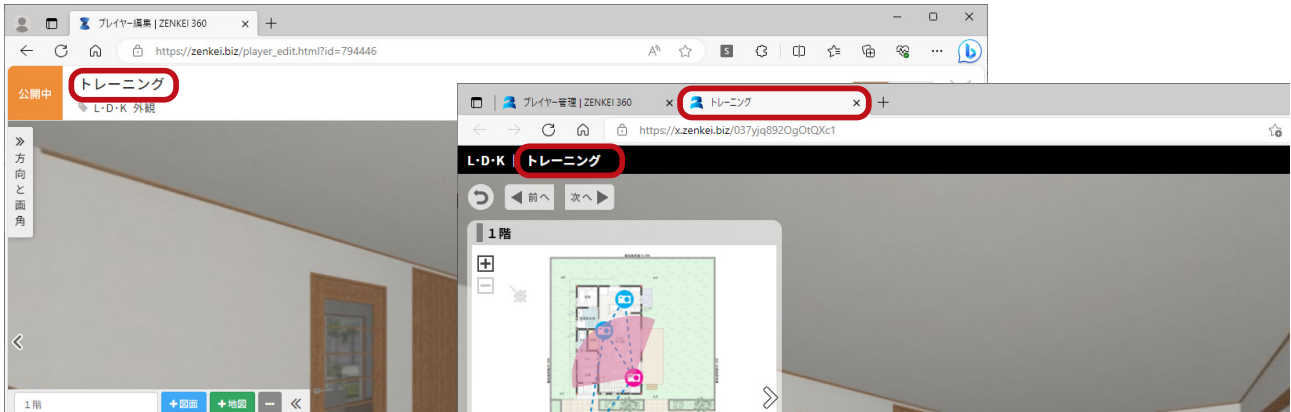 プレイヤー編集 | ZENKEI 360
https://zenkei.biz/player_edit.html?id=794446
公開中
トレーニング
L・D・K 外観
方向と画角
1階
+図面
+地図
プレイヤー管理 | ZENKEI 360
トレーニング
https://x.zenkei.biz/037yjq892OgOtQXc1
L・D・K | トレーニング
前へ 次へ
1階